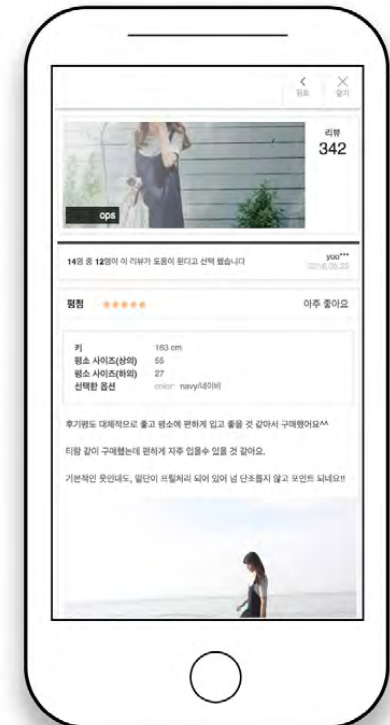 뒤로
닫기
리뷰
342
ops
14명 중 12명이 이 리뷰가 도움이 된다고 선택 했습니다
yoo***
평점
아주 좋아요
키 163 cm
평소 사이즈(상의) 55
평소 사이즈(하의) 27
선택한 옵션 color: navy/네이비
후기평도 대체적으로 좋고 평소에 편하게 입고 좋을 것 같아서 구매했어요^^
티랑 같이 구매했는데 편하게 자주 입을수 있을 것 같아요.
기본적인 옷인데도, 밑단이 프릴처리 되어 있어 넘 단조롭지 않고 포인트 되네요!!